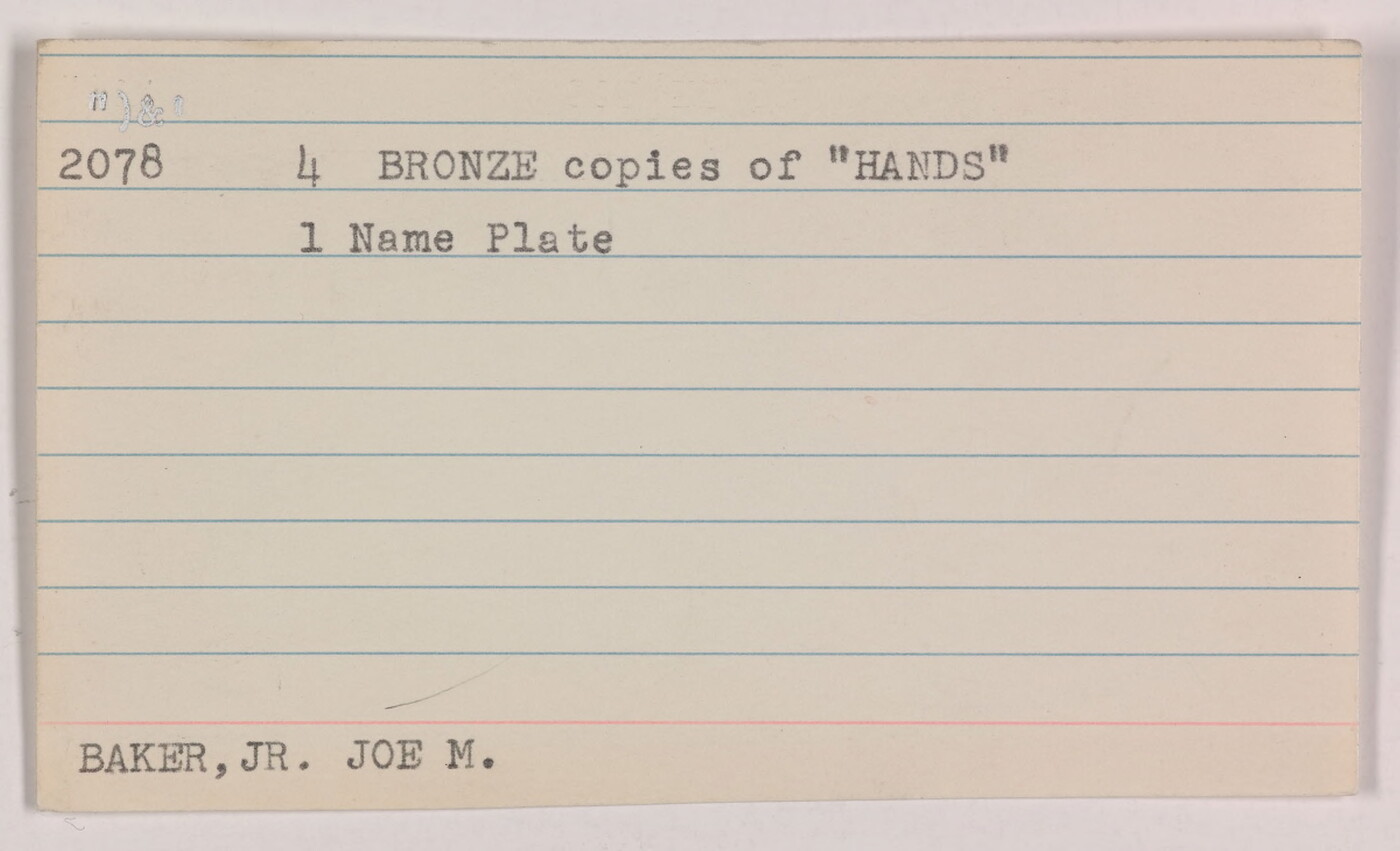 2078 4 BRONZE copies of "HANDS"
1 Name Plate
BAKER,JR. JOE M.